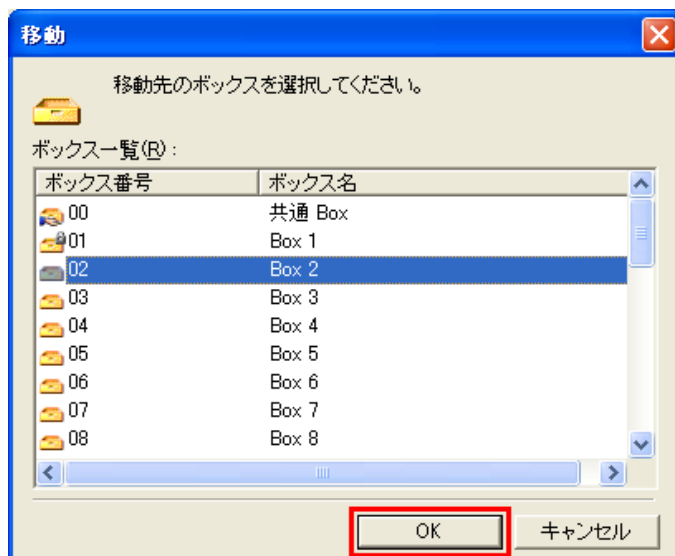 移動
移動先のボックスを選択してください。
ボックス一覧(R):
ボックス番号 ボックス名
00 共通 Box
01 Box 1
02 Box 2
03 Box 3
04 Box 4
05 Box 5
06 Box 6
07 Box 7
08 Box 8
OK キャンセル